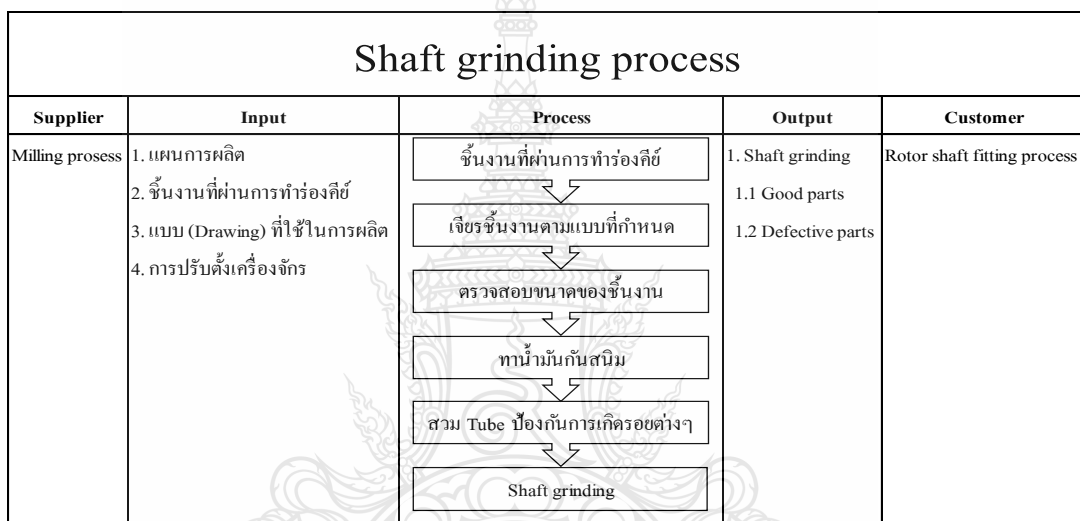 Shaft grinding process
Supplier
Input
Process
Output
Customer
Milling prosess
1. แผนการผลิต
2. ชิ้นงานที่ผ่านการทำร่องคีย์
3. แบบ (Drawing) ที่ใช้ในการผลิต
4. การปรับตั้งเครื่องจักร
ชิ้นงานที่ผ่านการทำร่องคีย์
เจียรชิ้นงานตามแบบที่กำหนด
ตรวจสอบขนาดของชิ้นงาน
ทาน้ำมันกันสนิม
สวม Tube ป้องกันการเกิดรอยต่างๆ
Shaft grinding
1. Shaft grinding
1.1 Good parts
1.2 Defective parts
Rotor shaft fitting process